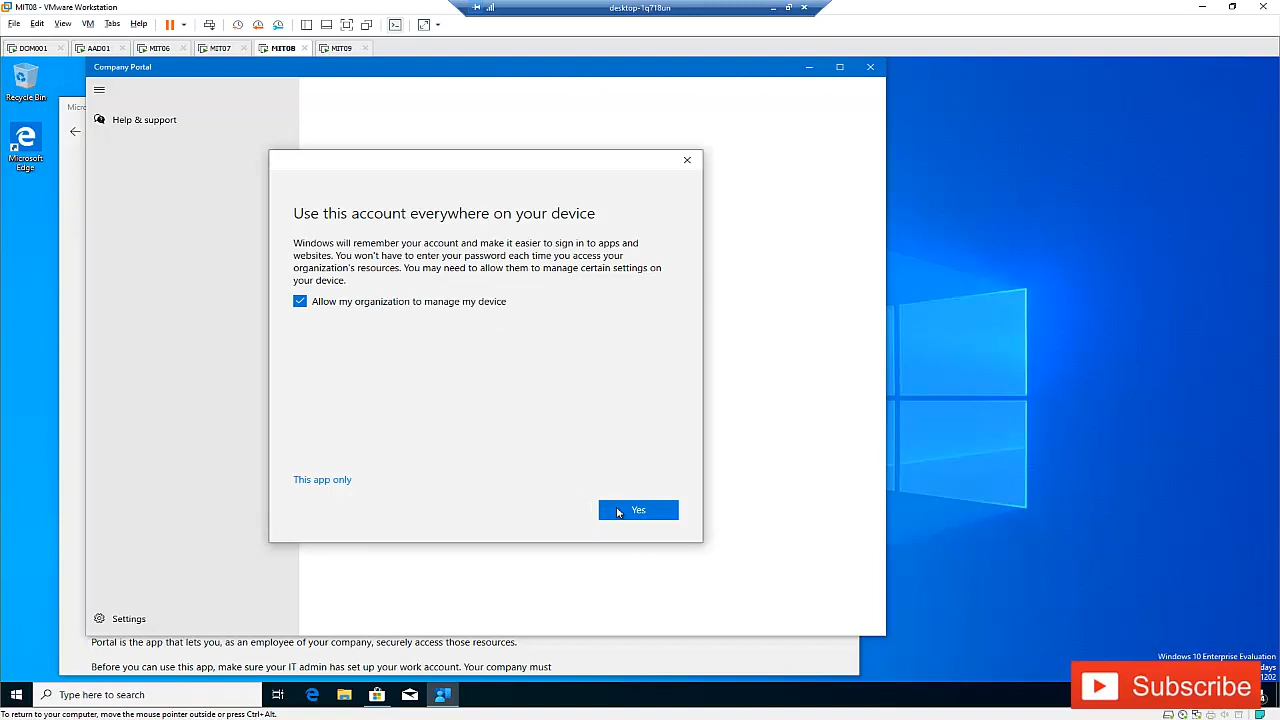 MIT08 - VMware Workstation
desktop-1q718un
File Edit View VM Tabs Help
DOM001 AAD01 MIT06 MIT07 MIT08 MIT09
Company Portal
Recycle Bin
Help & support
Microsoft
Edge
Use this account everywhere on your device
Windows will remember your account and make it easier to sign in to apps and
websites. You won't have to enter your password each time you access your
organization's resources. You may need to allow them to manage certain settings on
your device.
Allow my organization to manage my device
This app only
Yes
Settings
Portal is the app that lets you, as an employee of your company, securely access those resources.
Before you can use this app, make sure your IT admin has set up your work account. Your company must
Windows 10 Enterprise Evaluation
Subscribe
Type here to search
To return to your computer, move the mouse pointer outside or press Ctrl+Alt.